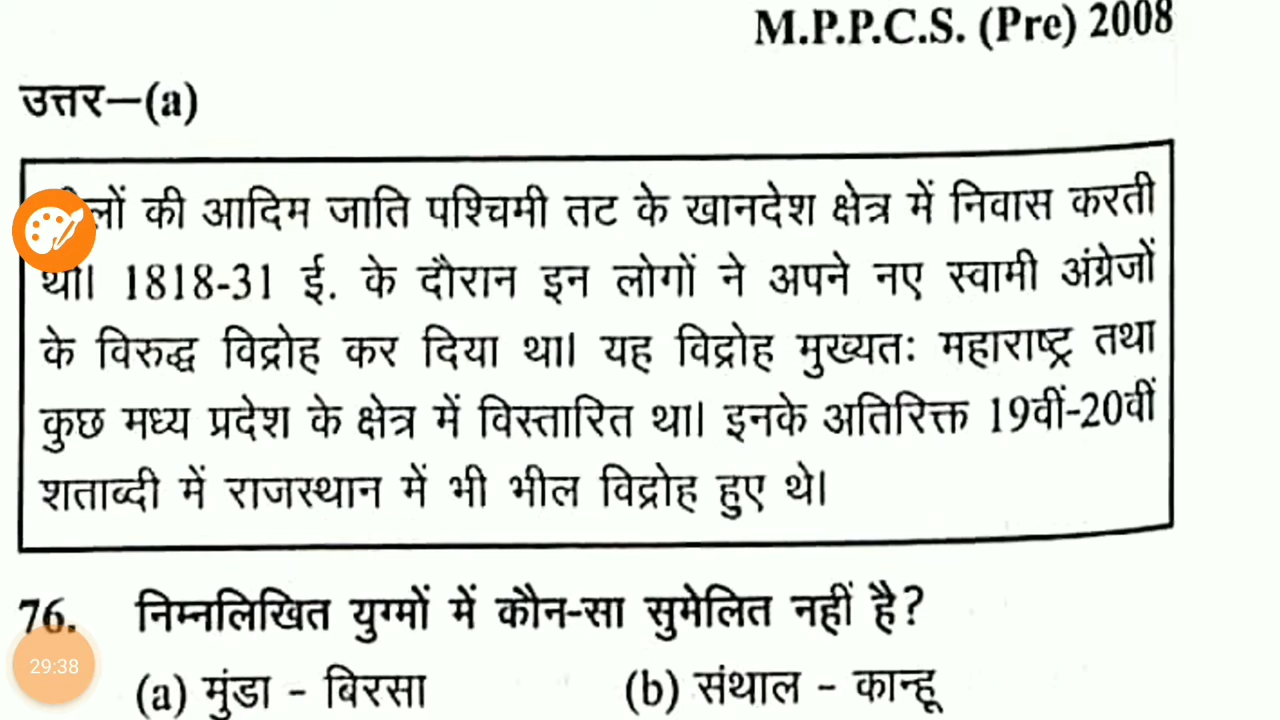 M.P.P.C.S. (Pre) 2008
उत्तर–(a)
की आदिम जाति पश्चिमी तट के खानदेश क्षेत्र में निवास करती
थी। 1818-31 ई. के दौरान इन लोगों ने अपने नए स्वामी अंग्रेजों
के विरुद्ध विद्रोह कर दिया था। यह विद्रोह मुख्यतः महाराष्ट्र तथा
कुछ मध्य प्रदेश के क्षेत्र में विस्तारित था। इनके अतिरिक्त 19वीं-20वीं
शताब्दी में राजस्थान में भी भील विद्रोह हुए थे।
76. निम्नलिखित युग्मों में कौन-सा सुमेलित नहीं है?
29:38
(a) मुंडा - बिरसा (b) संथाल - कान्हू